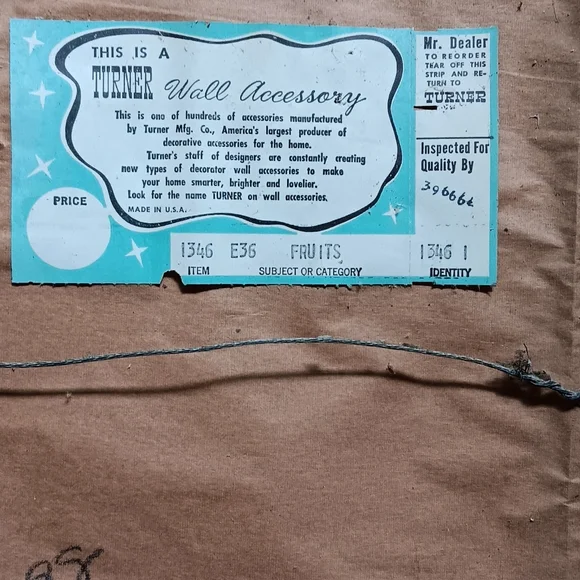 THIS IS A
TURNER Wall Accessory
This is one of hundreds of accessories manufactured
by Turner Mfg. Co., America's largest producer of
decorative accessories for the home.
Turner's staff of designers are constantly creating
new types of decorator wall accessories to make
your home smarter, brighter and lovelier.
Look for the name TURNER on wall accessories.
MADE IN U.S.A.
PRICE
1346 E36 FRUITS
ITEM SUBJECT OR CATEGORY
Mr. Dealer
TO REORDER
TEAR OFF THIS
STRIP AND RE-
TURN TO
TURNER
Inspected For
Quality By
1346 1
IDENTITY